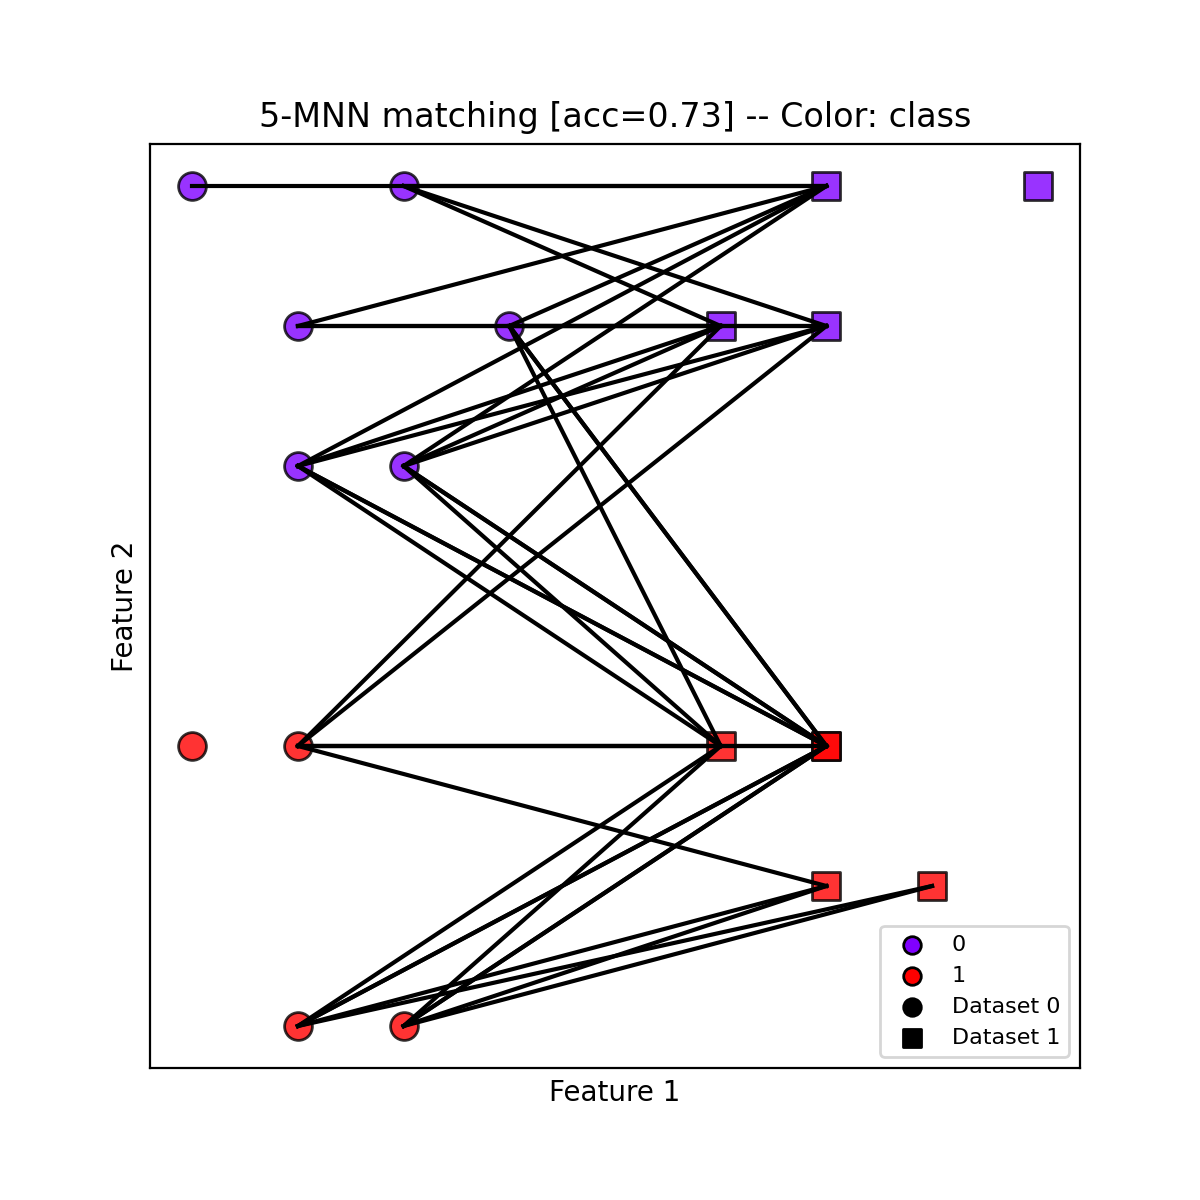 5-MNN matching [acc=0.73] -- Color: class
Feature 2
0
1
Dataset 0
Dataset 1
Feature 1